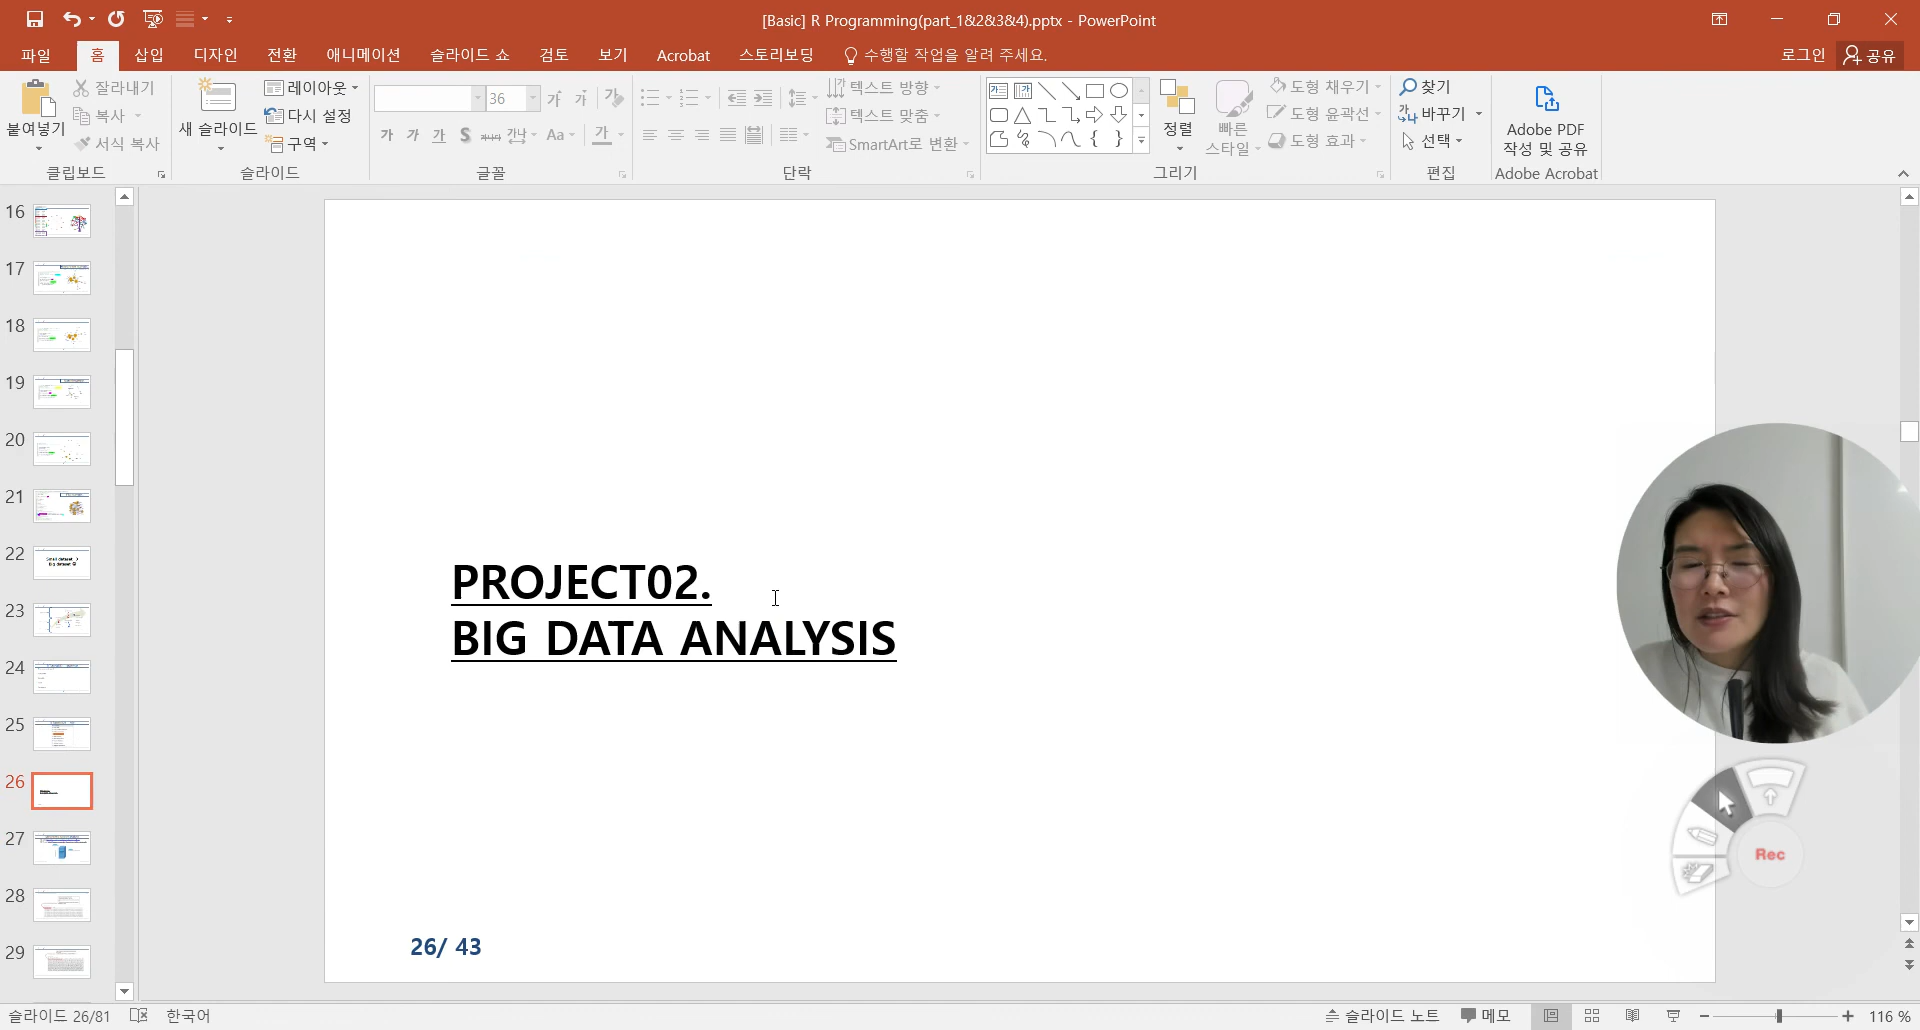 [Basic] R Programming(part_1&2&3&4).pptx - PowerPoint
파일 홈 삽입 디자인 전환 애니메이션 슬라이드 쇼 검토 보기 Acrobat 스토리보딩 수행할 작업을 알려 주세요. 로그인 공유
붙여넣기
잘라내기
복사
서식 복사
클립보드
새 슬라이드
레이아웃
다시 설정
구역
슬라이드
36
가 가 가 S 가나다 간낙 Aa 가
글꼴
텍스트 방향
텍스트 맞춤
SmartArt로 변환
단락
정렬
빠른
스타일
도형 채우기
도형 윤곽선
도형 효과
그리기
찾기
바꾸기
선택
편집
Adobe PDF
작성 및 공유
Adobe Acrobat
16
17
18
19
20
21
22
23
24
25
26
27
28
29
PROJECT02.
BIG DATA ANALYSIS
26/ 43
Rec
슬라이드 26/81 한국어 슬라이드 노트 메모 116 %